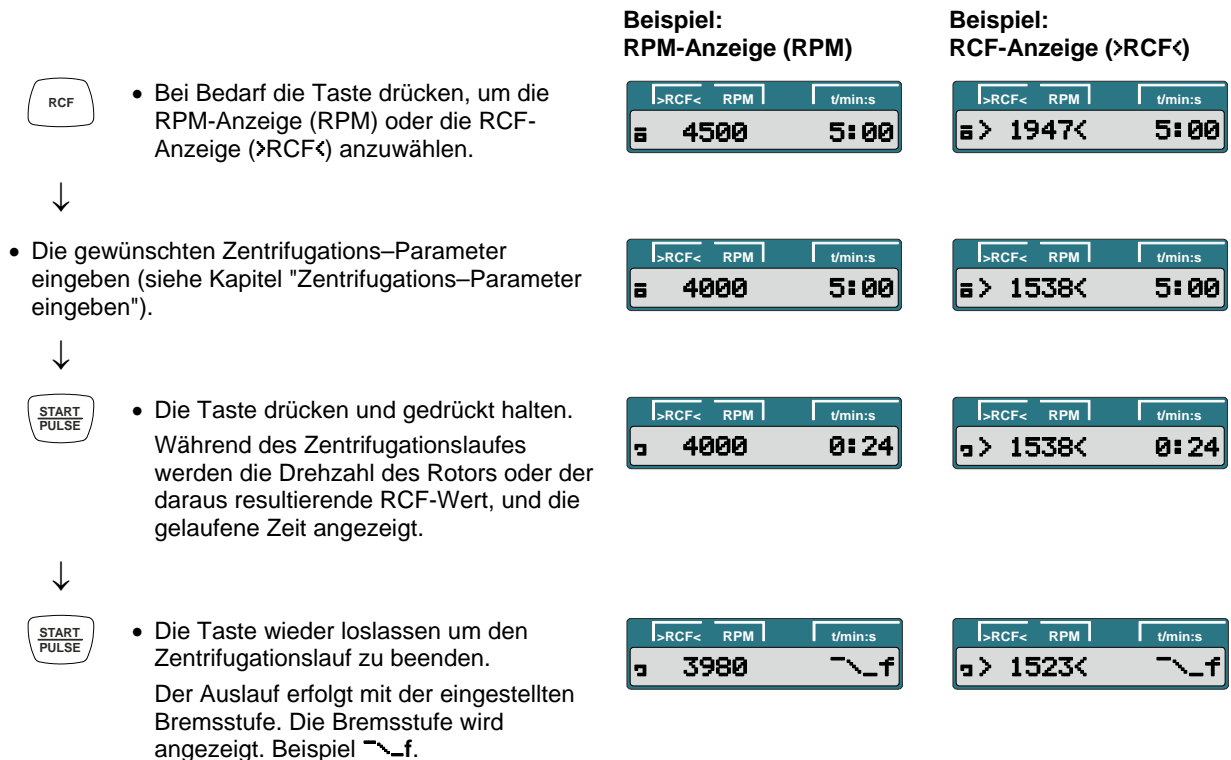 Beispiel:
RPM-Anzeige (RPM)
Beispiel:
RCF-Anzeige (>RCF<)
RCF
• Bei Bedarf die Taste drücken, um die
RPM-Anzeige (RPM) oder die RCF-
Anzeige (>RCF<) anzuwählen.
>RCF< RPM t/min:s
4500 5:00
>RCF< RPM t/min:s
> 1947< 5:00
↓
• Die gewünschten Zentrifugations–Parameter
eingeben (siehe Kapitel "Zentrifugations–Parameter
eingeben").
>RCF< RPM t/min:s
4000 5:00
>RCF< RPM t/min:s
> 1538< 5:00
↓
START
PULSE
• Die Taste drücken und gedrückt halten.
Während des Zentrifugationslaufes
werden die Drehzahl des Rotors oder der
daraus resultierende RCF-Wert, und die
gelaufene Zeit angezeigt.
>RCF< RPM t/min:s
4000 0:24
>RCF< RPM t/min:s
> 1538< 0:24
↓
START
PULSE
• Die Taste wieder loslassen um den
Zentrifugationslauf zu beenden.
Der Auslauf erfolgt mit der eingestellten
Bremsstufe. Die Bremsstufe wird
angezeigt. Beispiel ‾\_f.
>RCF< RPM t/min:s
3980 ‾\_f
>RCF< RPM t/min:s
> 1523< ‾\_f